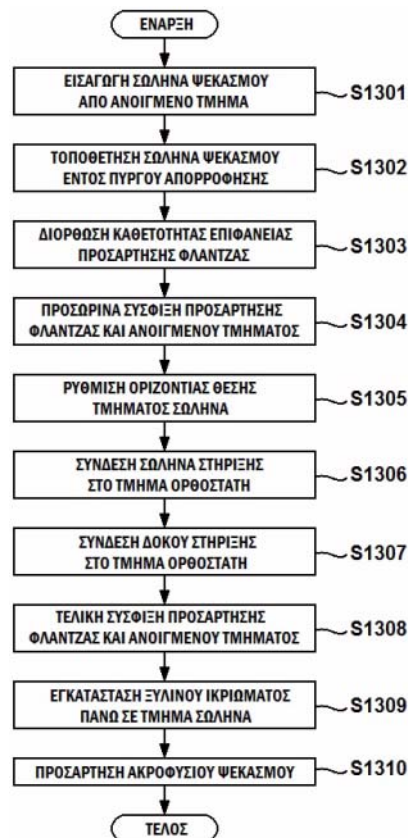 ΕΝΑΡΞΗ
ΕΙΣΑΓΩΓΗ ΣΩΛΗΝΑ ΨΕΚΑΣΜΟΥ
ΑΠΟ ΑΝΟΙΓΜΕΝΟ ΤΜΗΜΑ
S1301
ΤΟΠΟΘΕΤΗΣΗ ΣΩΛΗΝΑ ΨΕΚΑΣΜΟΥ
ΕΝΤΟΣ ΠΥΡΓΟΥ ΑΠΟΡΡΟΦΗΣΗΣ
S1302
ΔΙΟΡΘΩΣΗ ΚΑΘΕΤΟΤΗΤΑΣ ΕΠΙΦΑΝΕΙΑΣ
ΠΡΟΣΑΡΤΗΣΗΣ ΦΛΑΝΤΖΑΣ
S1303
ΠΡΟΣΩΡΙΝΑ ΣΥΣΦΙΞΗ ΠΡΟΣΑΡΤΗΣΗΣ
ΦΛΑΝΤΖΑΣ ΚΑΙ ΑΝΟΙΓΜΕΝΟΥ ΤΜΗΜΑΤΟΣ
S1304
ΡΥΘΜΙΣΗ ΟΡΙΖΟΝΤΙΑΣ ΘΕΣΗΣ
ΤΜΗΜΑΤΟΣ ΣΩΛΗΝΑ
S1305
ΣΥΝΔΕΣΗ ΣΩΛΗΝΑ ΣΤΗΡΙΞΗΣ
ΣΤΟ ΤΜΗΜΑ ΟΡΘΟΣΤΑΤΗ
S1306
ΣΥΝΔΕΣΗ ΔΟΚΟΥ ΣΤΗΡΙΞΗΣ
ΣΤΟ ΤΜΗΜΑ ΟΡΘΟΣΤΑΤΗ
S1307
ΤΕΛΙΚΗ ΣΥΣΦΙΞΗ ΠΡΟΣΑΡΤΗΣΗΣ
ΦΛΑΝΤΖΑΣ ΚΑΙ ΑΝΟΙΓΜΕΝΟΥ ΤΜΗΜΑΤΟΣ
S1308
ΕΓΚΑΤΑΣΤΑΣΗ ΞΥΛΙΝΟΥ ΙΚΡΙΩΜΑΤΟΣ
ΠΑΝΩ ΣΕ ΤΜΗΜΑ ΣΩΛΗΝΑ
S1309
ΠΡΟΣΑΡΤΗΣΗ ΑΚΡΟΦΥΣΙΟΥ ΨΕΚΑΣΜΟΥ
S1310
ΤΕΛΟΣ